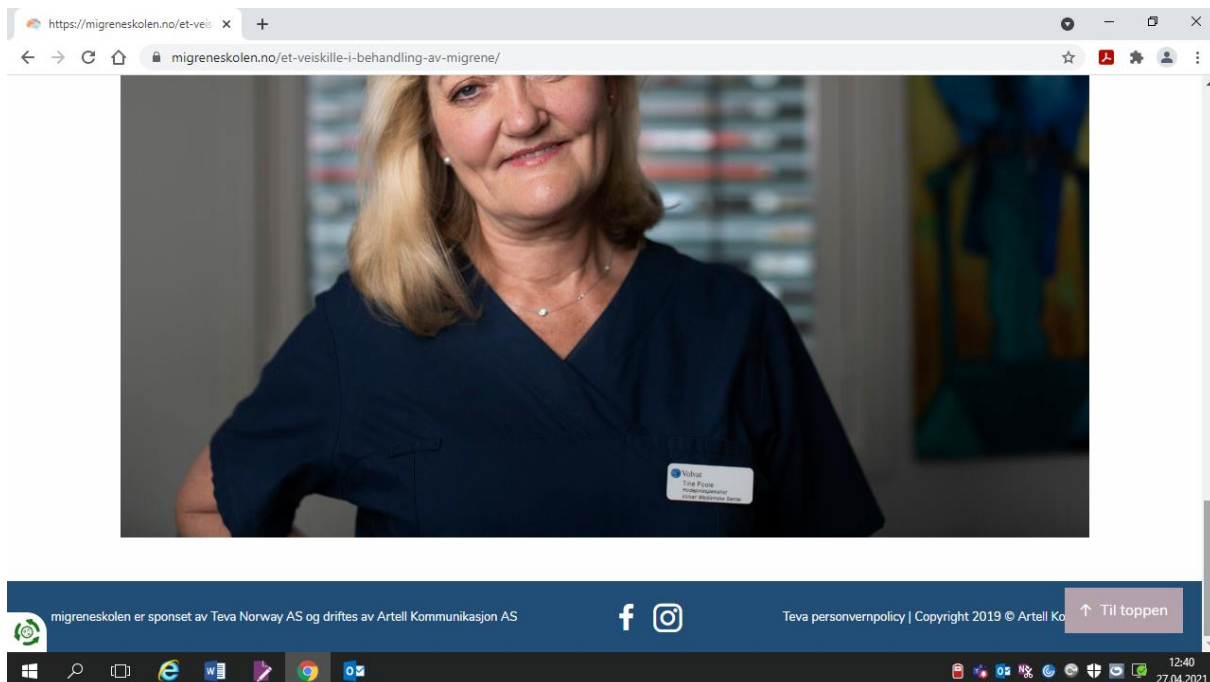 https://migreneskolen.no/et-veis
migreneskolen.no/et-veiskille-i-behandling-av-migrene/
Volvat
Tine Poole
migreneskolen er sponset av Teva Norway AS og driftes av Artell Kommunikasjon AS
Teva personvernpolicy | Copyright 2019 © Artell Ko
↑ Til toppen
12:40
27.04.2021